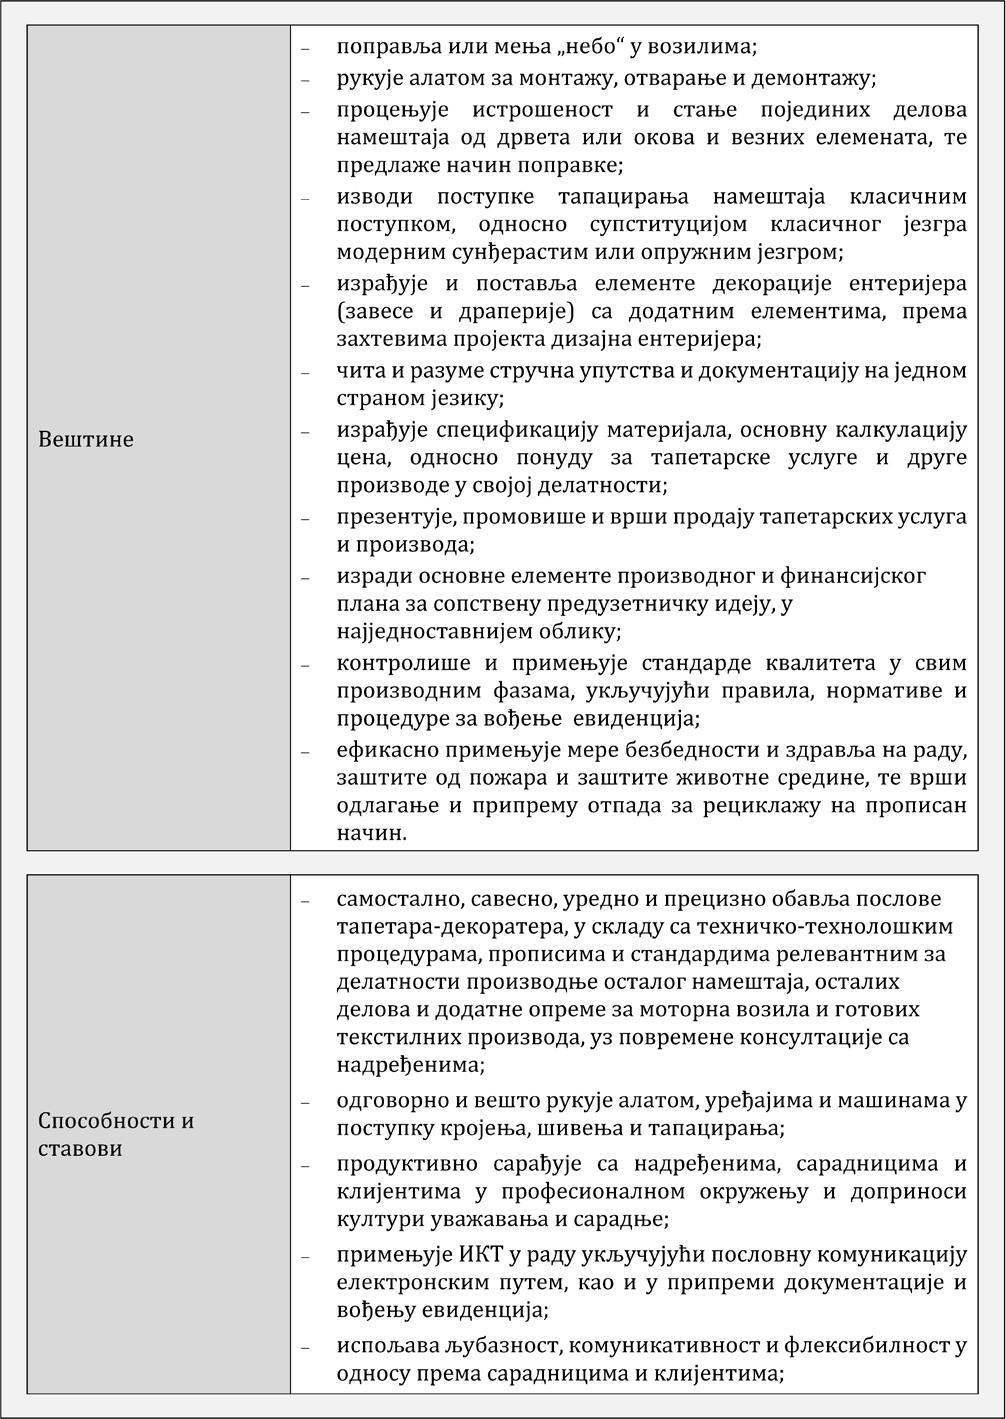 Вештине
– поправља или мења „небо“ у возилима;
– рукује алатом за монтажу, отварање и демонтажу;
– процењује истрошеност и стање појединих делова
намештаја од дрвета или окова и везних елемената, те
предлаже начин поправке;
– изводи поступке тапацирања намештаја класичним
поступком, односно супституцијом класичног језгра
модерним сунђерастим или опружним језгром;
– израђује и поставља елементе декорације ентеријера
(завесе и драперије) са додатним елементима, према
захтевима пројекта дизајна ентеријера;
– чита и разуме стручна упутства и документацију на једном
страном језику;
– израђује спецификацију материјала, основну калкулацију
цена, односно понуду за тапетарске услуге и друге
производе у својој делатности;
– презентује, промовише и врши продају тапетарских услуга
и производа;
– изради основне елементе производног и финансијског
плана за сопствену предузетничку идеју, у
најједноставнијем облику;
– контролише и примењује стандарде квалитета у свим
производним фазама, укључујући правила, нормативе и
процедуре за вођење  евиденција;
– ефикасно примењује мере безбедности и здравља на раду,
заштите од пожара и заштите животне средине, те врши
одлагање и припрему отпада за рециклажу на прописан
начин.
Способности и
ставови
– самостално, савесно, уредно и прецизно обавља послове
тапетара-декоратера, у складу са техничко-технолошким
процедурама, прописима и стандардима релевантним за
делатности производње осталог намештаја, осталих
делова и додатне опреме за моторна возила и готових
текстилних производа, уз повремене консултације са
надређенима;
– одговорно и вешто рукује алатом, уређајима и машинама у
поступку кројења, шивења и тапацирања;
– продуктивно сарађује са надређенима, сарадницима и
клијентима у професионалном окружењу и доприноси
култури уважавања и сарадње;
– примењује ИКТ у раду укључујући пословну комуникацију
електронским путем, као и у припреми документације и
вођењу евиденција;
– испољава љубазност, комуникативност и флексибилност у
односу према сарадницима и клијентима;